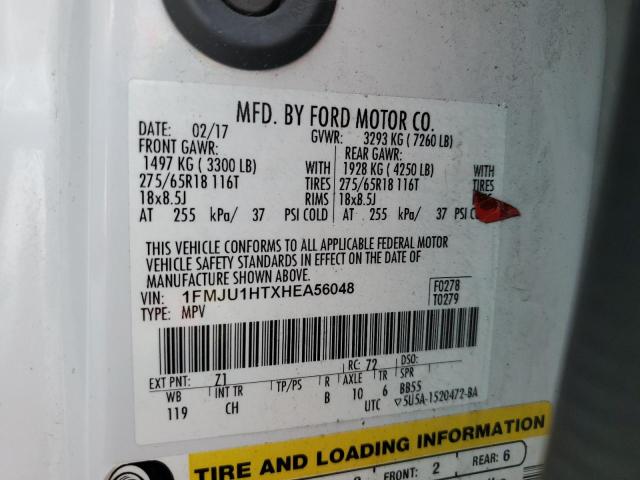 MFD. BY FORD MOTOR CO.
DATE: 02/17 GVWR: 3293 KG (7260 LB)
FRONT GAWR: REAR GAWR:
1497 KG (3300 LB) WITH 1928 KG (4250 LB) WITH
275/65R18 116T TIRES 275/65R18 116T TIRES
18x8.5J RIMS 18x8.5J
AT 255 kPa/ 37 PSI COLD AT 255 kPa/ 37 PSI
THIS VEHICLE CONFORMS TO ALL APPLICABLE FEDERAL MOTOR
VEHICLE SAFETY STANDARDS IN EFFECT ON THE DATE OF
MANUFACTURE SHOWN ABOVE.
VIN: 1FMJU1HTXHEA56048 F0278
TYPE: MPV T0279
EXT PNT: Z1 RC: 72 DSO:
WB INT TR TP/PS R AXLE TR SPR
119 CH B 10 6 BB55
UTC ▽5U5A-1520472-BA
TIRE AND LOADING INFORMATION
FRONT: 2 REAR: 6